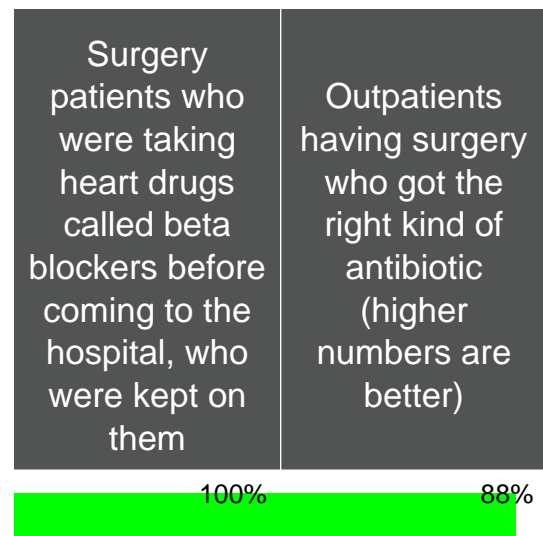 Surgery
patients who
were taking
heart drugs
called beta
blockers before
coming to the
hospital, who
were kept on
them
Outpatients
having surgery
who got the
right kind of
antibiotic
(higher
numbers are
better)
100%
88%